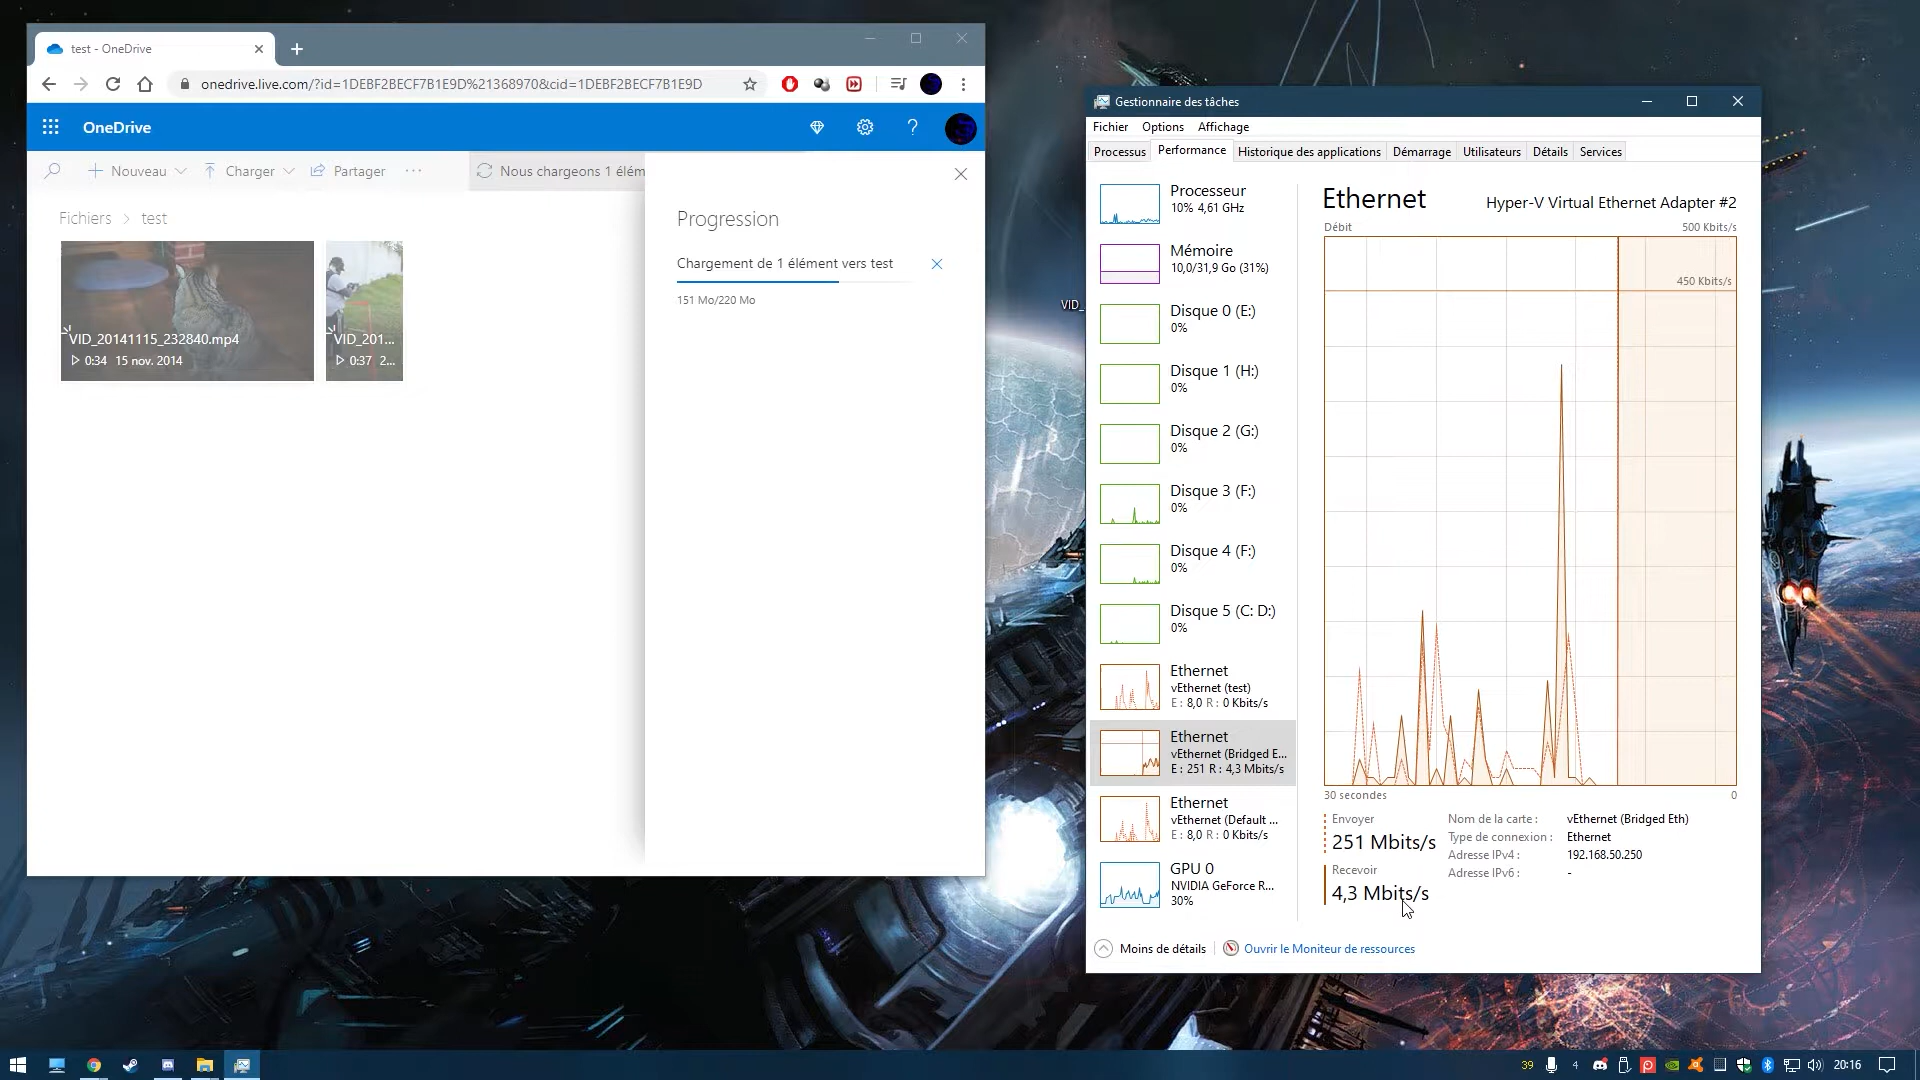 test - OneDrive
onedrive.live.com/?id=1DEBF2BECF7B1E9D%21368970&cid=1DEBF2BECF7B1E9D
OneDrive
Nouveau
Charger
Partager
Nous chargeons 1 élém
Fichiers > test
VID_20141115_232840.mp4
0:34 15 nov. 2014
VID_201...
0:37 2...
Progression
Chargement de 1 élément vers test
151 Mo/220 Mo
VID_
Gestionnaire des tâches
Fichier Options Affichage
Processus Performance Historique des applications Démarrage Utilisateurs Détails Services
Processeur
10% 4,61 GHz
Mémoire
10,0/31,9 Go (31%)
Disque 0 (E:)
0%
Disque 1 (H:)
0%
Disque 2 (G:)
0%
Disque 3 (F:)
0%
Disque 4 (F:)
0%
Disque 5 (C: D:)
0%
Ethernet
vEthernet (test)
E : 8,0 R : 0 Kbits/s
Ethernet
vEthernet (Bridged E...
E : 251 R : 4,3 Mbits/s
Ethernet
vEthernet (Default ...
E : 8,0 R : 0 Kbits/s
GPU 0
NVIDIA GeForce R...
30%
Ethernet
Hyper-V Virtual Ethernet Adapter #2
Débit
500 Kbits/s
450 Kbits/s
30 secondes
0
Envoyer
251 Mbits/s
Recevoir
4,3 Mbits/s
Nom de la carte : vEthernet (Bridged Eth)
Type de connexion : Ethernet
Adresse IPv4 : 192.168.50.250
Adresse IPv6 : -
Moins de détails
Ouvrir le Moniteur de ressources
39
4
20:16